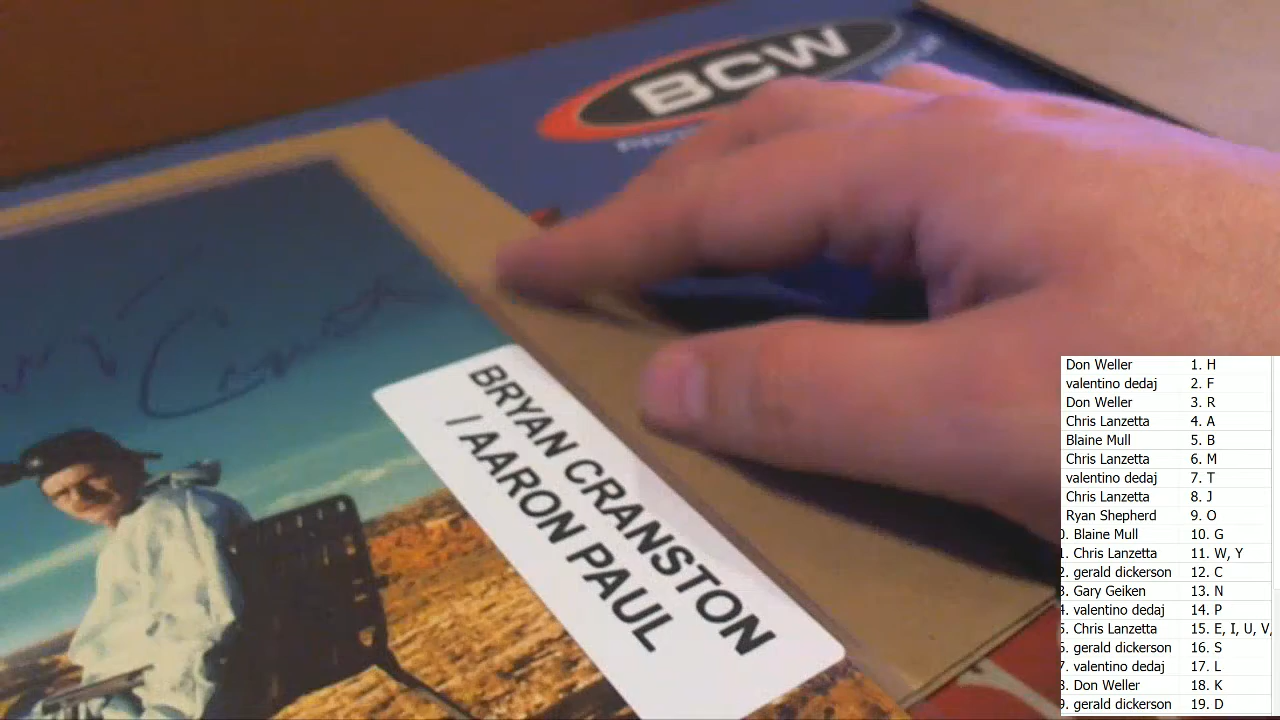 BCW
BRYAN CRANSTON
/ AARON PAUL
Don Weller 1. H
valentino dedaj 2. F
Don Weller 3. R
Chris Lanzetta 4. A
Blaine Mull 5. B
Chris Lanzetta 6. M
valentino dedaj 7. T
Chris Lanzetta 8. J
Ryan Shepherd 9. O
Blaine Mull 10. G
Chris Lanzetta 11. W, Y
gerald dickerson 12. C
Gary Geiken 13. N
valentino dedaj 14. P
Chris Lanzetta 15. E, I, U, V,
gerald dickerson 16. S
valentino dedaj 17. L
Don Weller 18. K
gerald dickerson 19. D